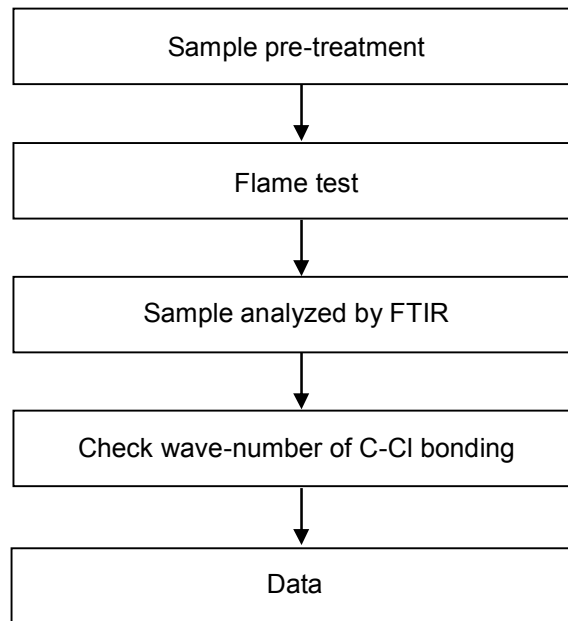 Sample pre-treatment
Flame test
Sample analyzed by FTIR
Check wave-number of C-Cl bonding
Data